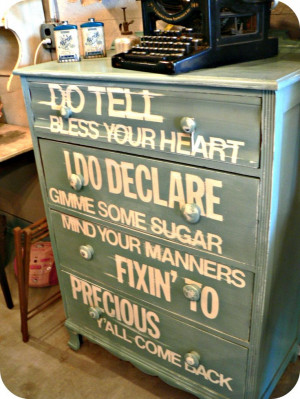 DO TELL
BLESS YOUR HEART
I DO DECLARE
GIMME SOME SUGAR
MIND YOUR MANNERS
FIXIN' TO
PRECIOUS
Y'ALL COME BACK